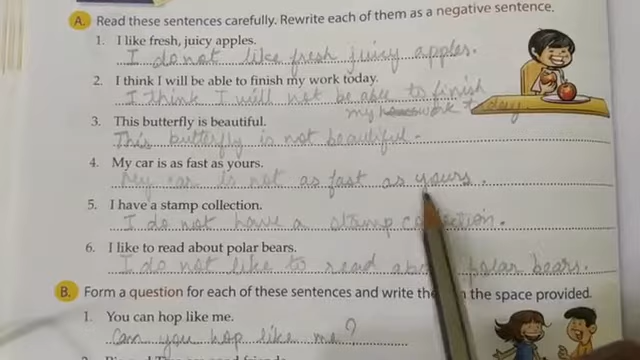 A. Read these sentences carefully. Rewrite each of them as a negative sentence.
1. I like fresh, juicy apples.
I do not like fresh juicy apples.
2. I think I will be able to finish my work today.
I think I will not be able to finish
my work today.
3. This butterfly is beautiful.
This butterfly is not beautiful.
4. My car is as fast as yours.
My car is not as fast as yours.
5. I have a stamp collection.
I do not have a stamp collection.
6. I like to read about polar bears.
I do not like to read about polar bears.
B. Form a question for each of these sentences and write the in the space provided.
1. You can hop like me.
Can you hop like me?